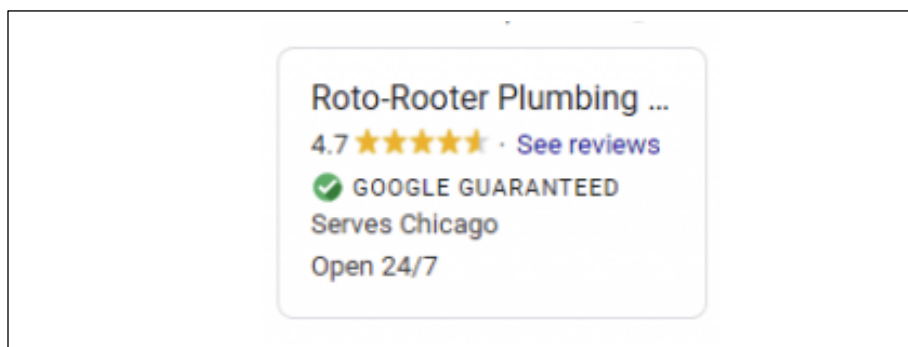 Roto-Rooter Plumbing ...
4.7 · See reviews
GOOGLE GUARANTEED
Serves Chicago
Open 24/7